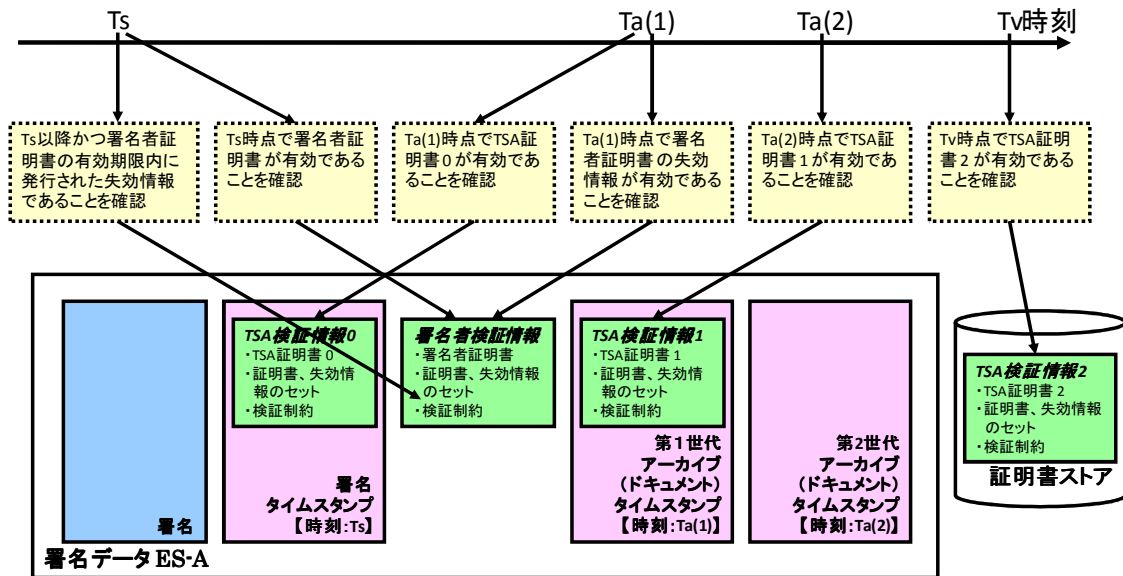 Ts
Ta(1)
Ta(2)
Tv時刻
Ts以降かつ署名者証
明書の有効期限内に
発行された失効情報
であることを確認
Ts時点で署名者証
明書が有効である
ことを確認
Ta(1)時点でTSA証
明書0が有効であ
ることを確認
Ta(1)時点で署名
者証明書の失効
情報が有効である
ことを確認
Ta(2)時点でTSA証
明書1が有効であ
ることを確認
Tv時点でTSA証明
書2が有効である
ことを確認
署名
TSA検証情報0
・TSA証明書0
・証明書、失効情
報のセット
・検証制約
署名
タイムスタンプ
【時刻:Ts】
署名者検証情報
・署名者証明書
・証明書、失効情報
のセット
・検証制約
TSA検証情報1
・TSA証明書1
・証明書、失効情
報のセット
・検証制約
第1世代
アーカイブ
(ドキュメント)
タイムスタンプ
【時刻:Ta(1)】
第2世代
アーカイブ
(ドキュメント)
タイムスタンプ
【時刻:Ta(2)】
TSA検証情報2
・TSA証明書2
・証明書、失効情報
のセット
・検証制約
証明書ストア
署名データES-A